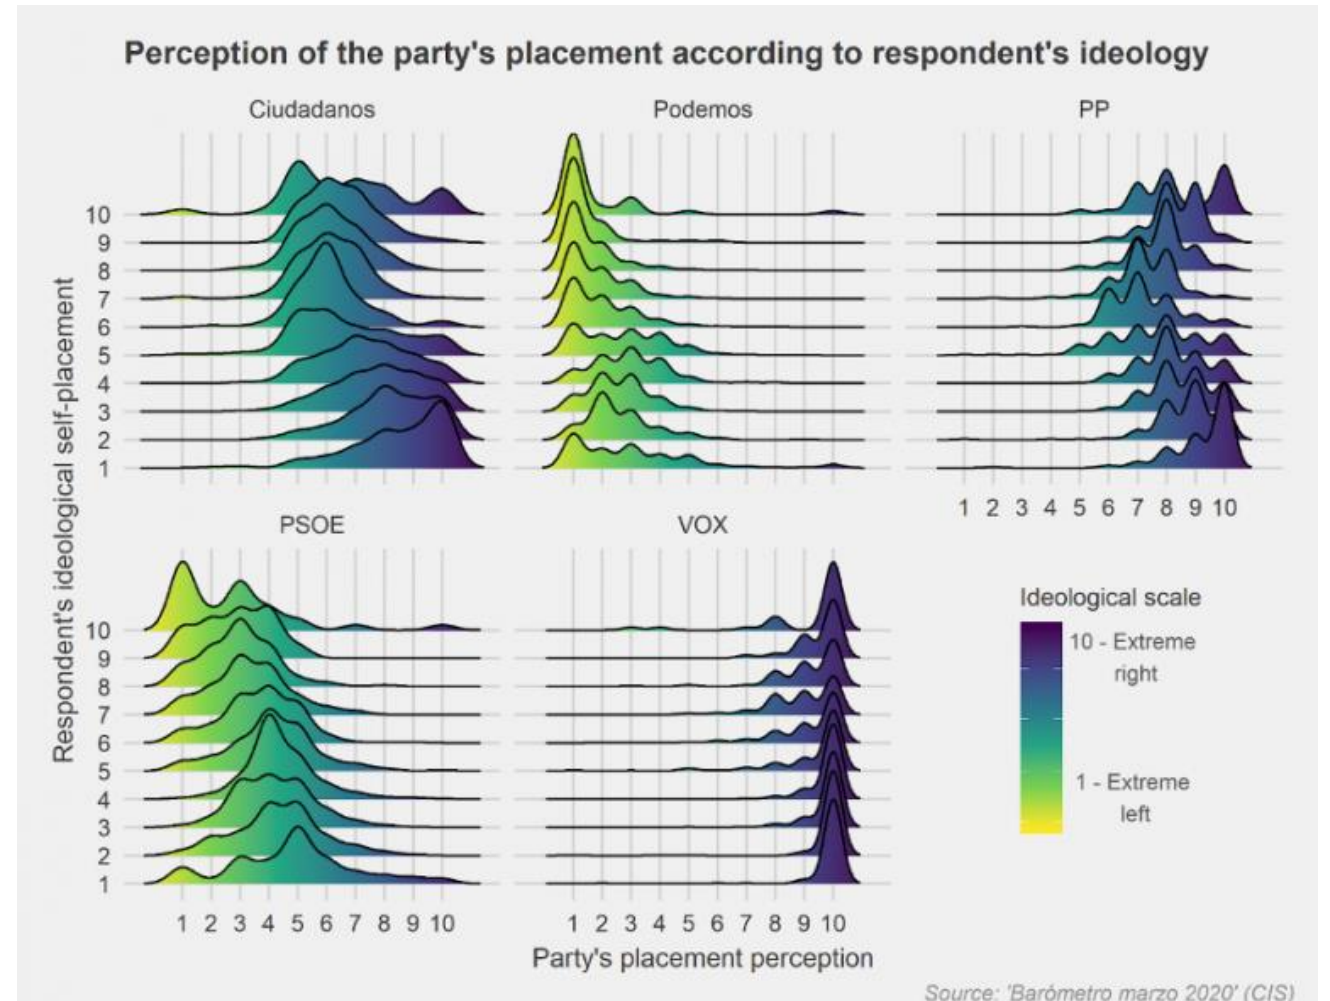 Perception of the party's placement according to respondent's ideology
Ciudadanos
Podemos
PP
Respondent's ideological self-placement
10
9
8
7
6
5
4
3
2
1
1 2 3 4 5 6 7 8 9 10
PSOE
VOX
10
9
8
7
6
5
4
3
2
1
1 2 3 4 5 6 7 8 9 10
1 2 3 4 5 6 7 8 9 10
Party's placement perception
Ideological scale
10 - Extreme
right
1 - Extreme
left
Source: 'Barómetro marzo 2020' (CIS)